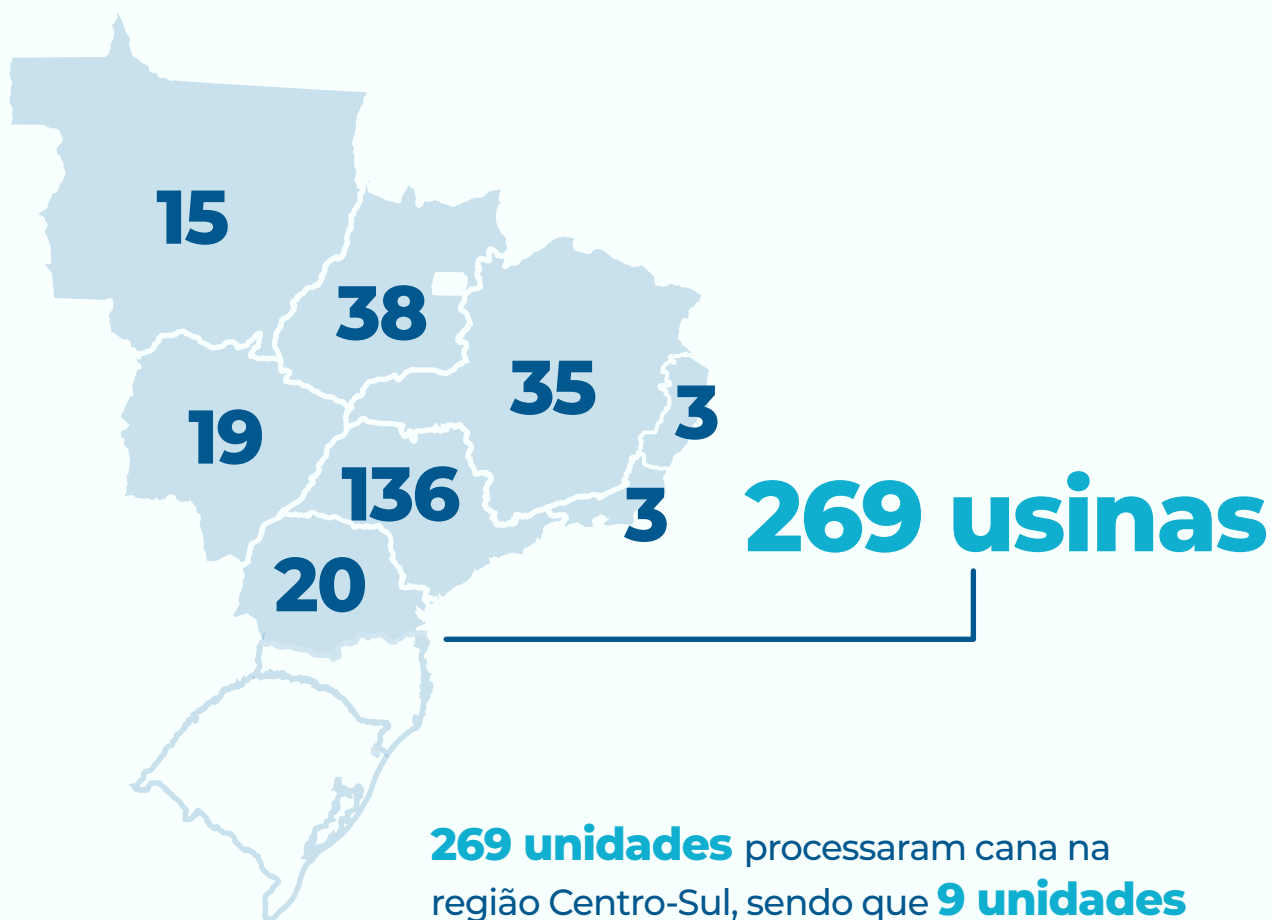 15
38
35
3
19
136
3
269 usinas
20
269 unidades processaram cana na
região Centro-Sul, sendo que 9 unidades